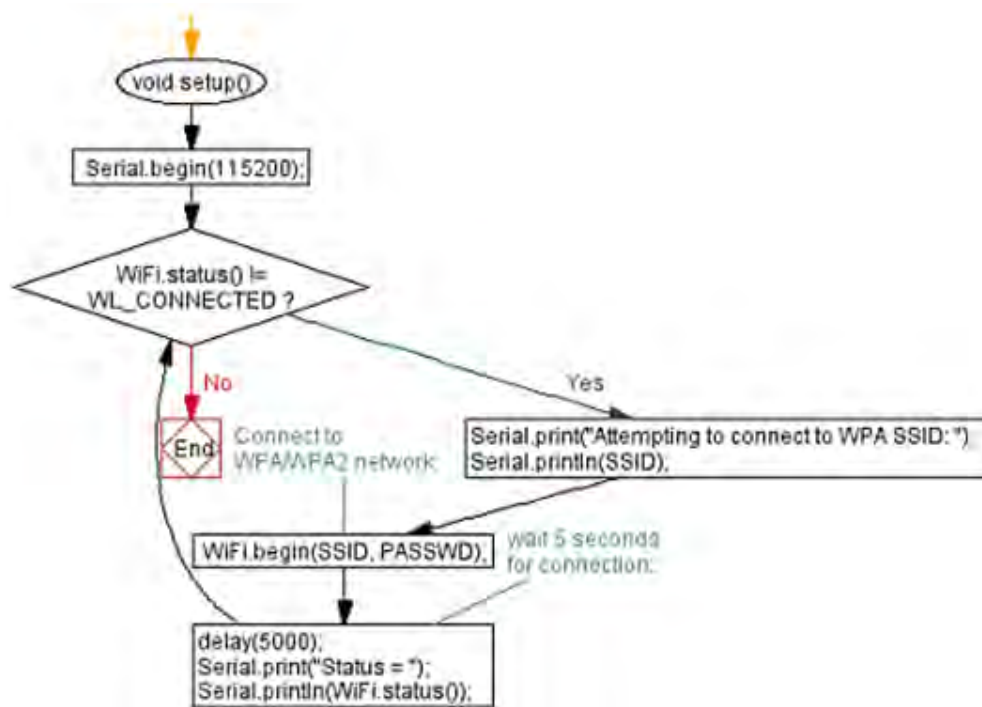 void setup()
Serial.begin(115200);
WiFi.status() !=
WL_CONNECTED ?
No
Yes
End
Connect to
WPA/WPA2 network;
Serial.print("Attempting to connect to WPA SSID: ")
Serial.println(SSID);
WiFi.begin(SSID, PASSWD);
wait 5 seconds
for connection:
delay(5000);
Serial.print("Status = ");
Serial.println(WiFi.status());